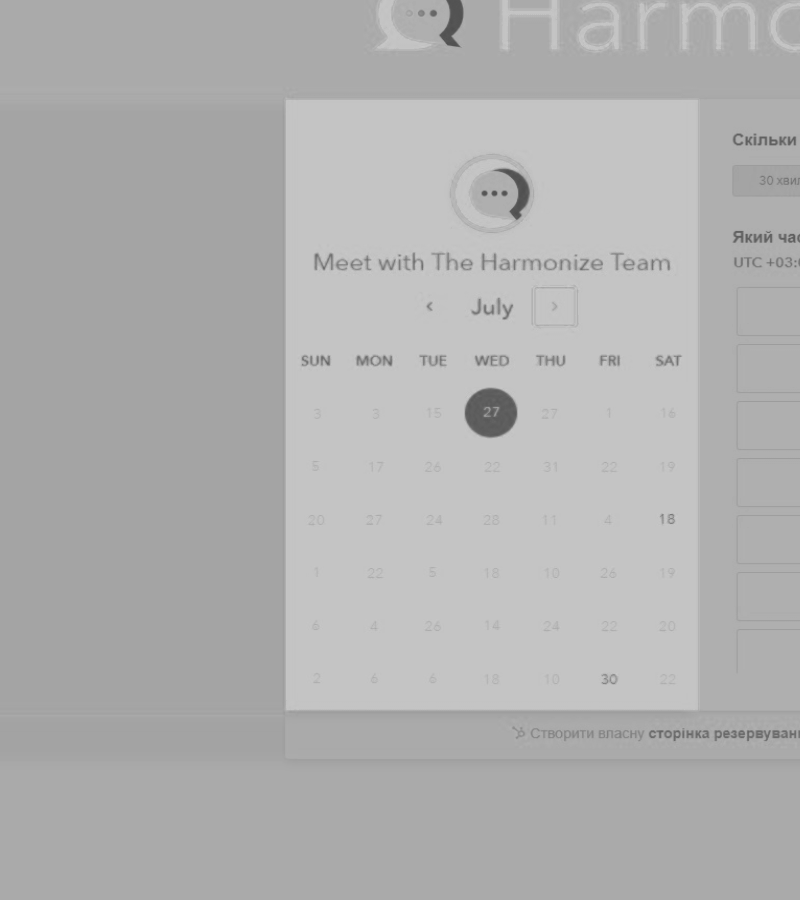 Harmo
Meet with The Harmonize Team
‹ July ›
SUN MON TUE WED THU FRI SAT
3 3 15 27 27 1 16
5 17 26 22 31 22 19
20 27 24 28 11 4 18
1 22 5 18 10 26 19
6 4 26 14 24 22 20
2 6 6 18 10 30 22
Скільки
30 хвил
Який час
UTC +03:0
Створити власну сторінка резервуван